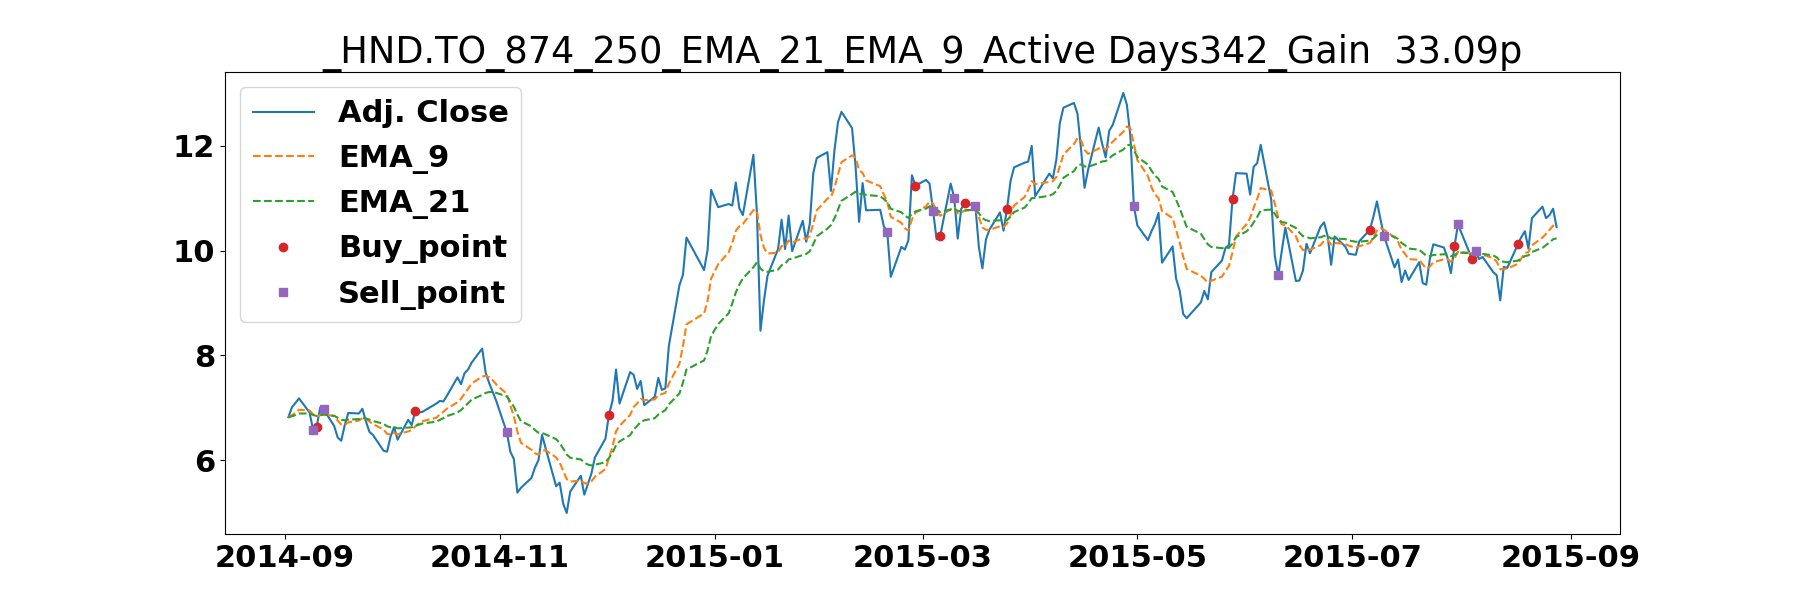 _HND.TO_874_250_EMA_21_EMA_9_Active Days342_Gain  33.09p
Adj. Close
EMA_9
EMA_21
Buy_point
Sell_point
12
10
8
6
2014-09 2014-11 2015-01 2015-03 2015-05 2015-07 2015-09